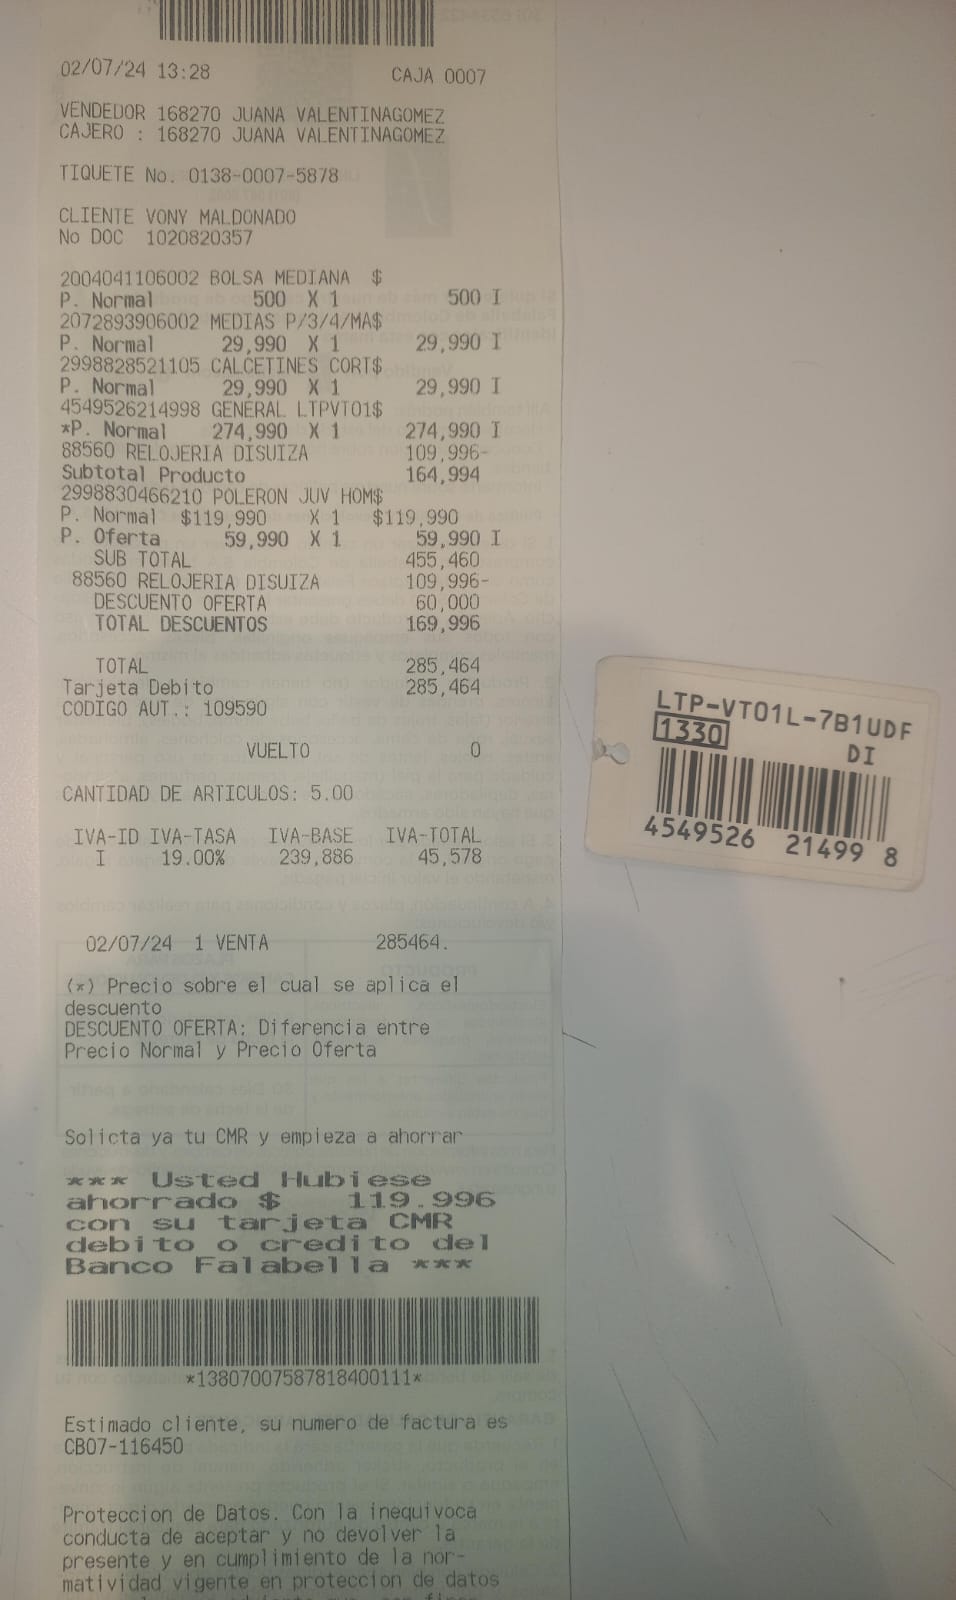 02/07/24 13:28 CAJA 0007
VENDEDOR 168270 JUANA VALENTINAGOMEZ
CAJERO : 168270 JUANA VALENTINAGOMEZ
TIQUETE No. 0138-0007-5878
CLIENTE VONY MALDONADO
No DOC 1020820357
2004041106002 BOLSA MEDIANA $
P. Normal 500 X 1 500 I
2072893906002 MEDIAS P/3/4/MA$
P. Normal 29,990 X 1 29,990 I
2998828521105 CALCETINES CORT$
P. Normal 29,990 X 1 29,990 I
4549526214998 GENERAL LTPVT01$
*P. Normal 274,990 X 1 274,990 I
88560 RELOJERIA DISUIZA 109,996-
Subtotal Producto 164,994
2998830466210 POLERON JUV HOM$
P. Normal $119,990 X 1 $119,990
P. Oferta 59,990 X 1 59,990 I
SUB TOTAL 455,460
88560 RELOJERIA DISUIZA 109,996-
DESCUENTO OFERTA 60,000
TOTAL DESCUENTOS 169,996
TOTAL 285,464
Tarjeta Debito 285,464
CODIGO AUT.: 109590
VUELTO 0
CANTIDAD DE ARTICULOS: 5.00
IVA-ID IVA-TASA IVA-BASE IVA-TOTAL
I 19.00% 239,886 45,578
02/07/24 1 VENTA 285464.
(*) Precio sobre el cual se aplica el
descuento
DESCUENTO OFERTA: Diferencia entre
Precio Normal y Precio Oferta
Solicta ya tu CMR y empieza a ahorrar
*** Usted Hubiese
ahorrado $ 119.996
con su tarjeta CMR
debito o credito del
Banco Falabella ***
*13807007587818400111*
Estimado cliente, su numero de factura es
CB07-116450
Proteccion de Datos. Con la inequivoca
conducta de aceptar y no devolver la
presente y en cumplimiento de la nor-
matividad vigente en proteccion de datos
LTP-VT01L-7B1UDF
1330
DI
4549526 21499 8